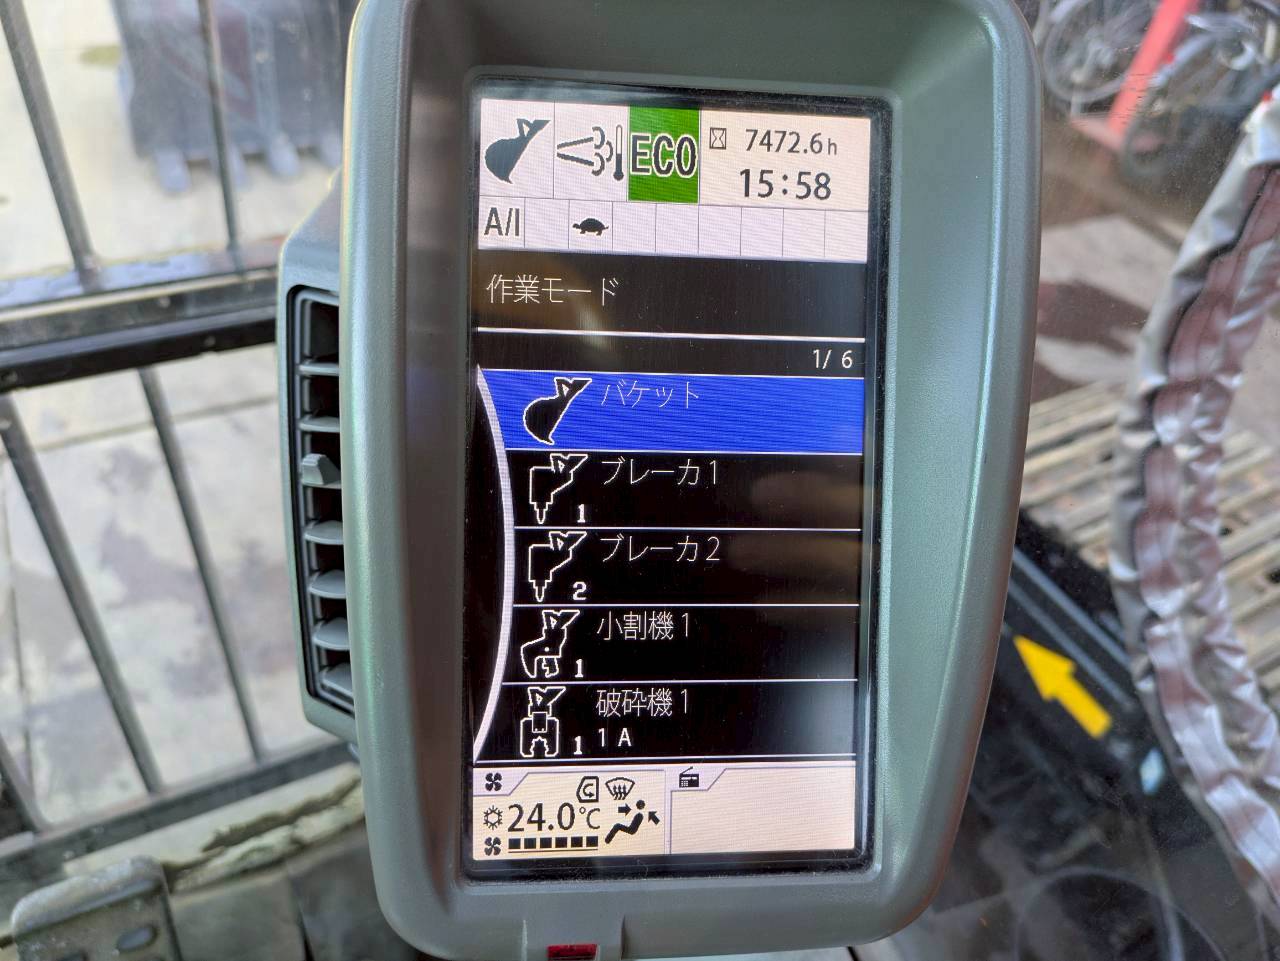 ECO
7472.6h
15:58
A/I
作業モード
1/ 6
バケット
ブレーカ1
1
ブレーカ2
2
小割機1
1
破砕機1
1 A
1
24.0℃